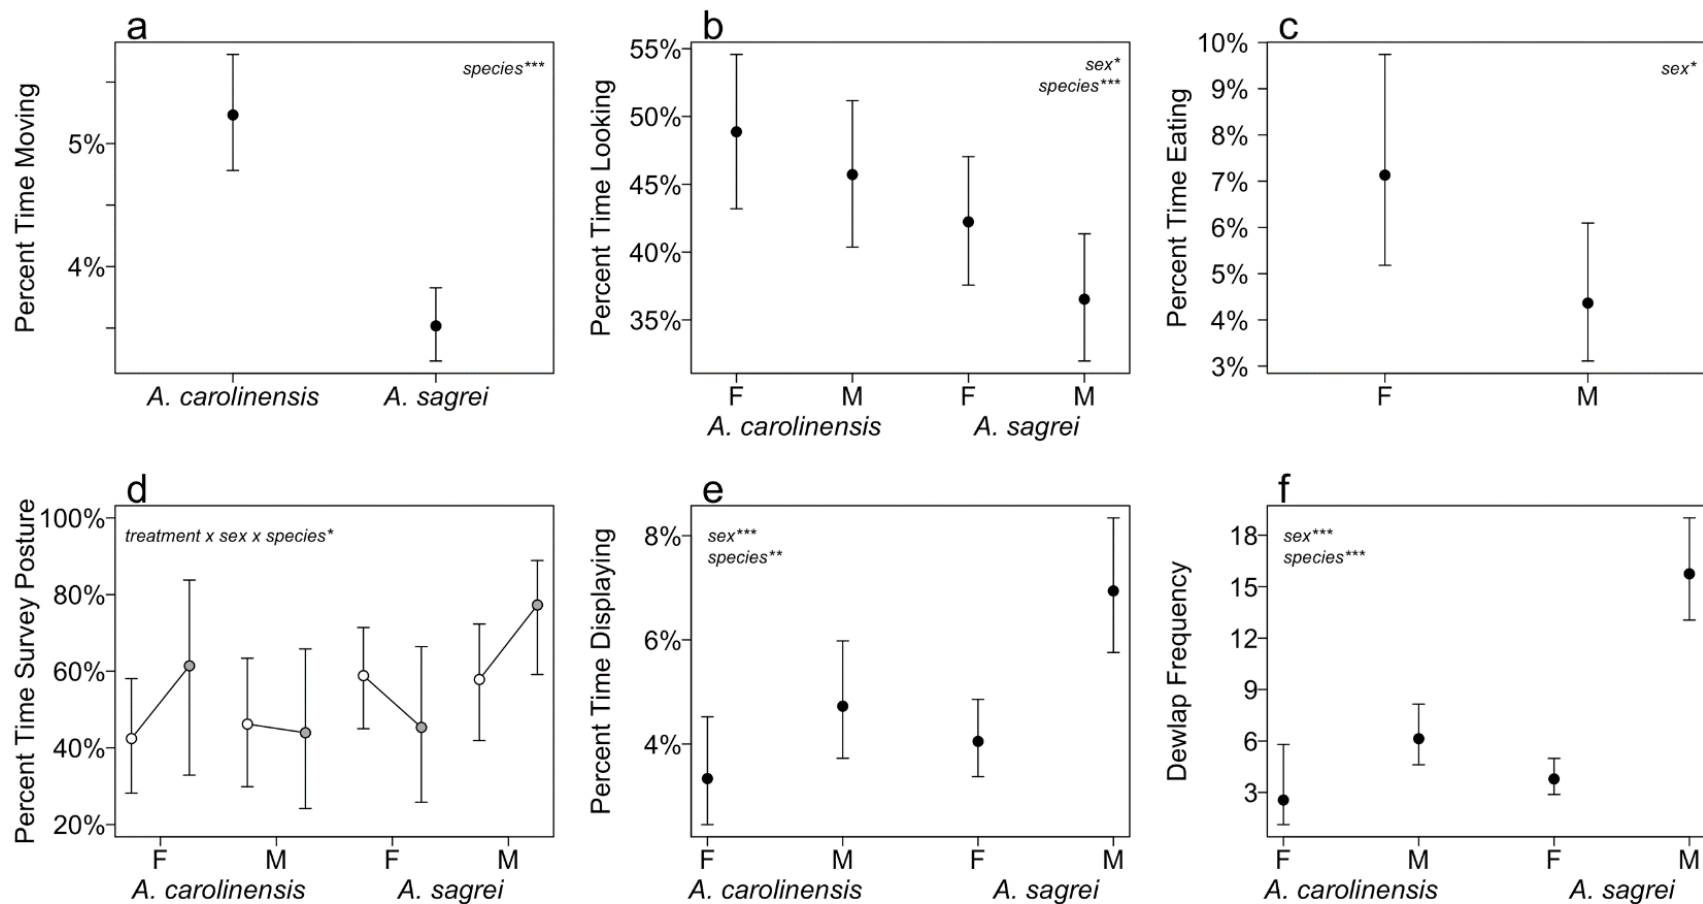 a
species***
Percent Time Moving
5%
4%
A. carolinensis
A. sagrei
b
sex*
species***
Percent Time Looking
55%
50%
45%
40%
35%
F
M
F
M
A. carolinensis
A. sagrei
c
sex*
Percent Time Eating
10%
9%
8%
7%
6%
5%
4%
3%
F
M
d
treatment x sex x species*
Percent Time Survey Posture
100%
80%
60%
40%
20%
F
M
F
M
A. carolinensis
A. sagrei
e
sex***
species**
Percent Time Displaying
8%
6%
4%
F
M
F
M
A. carolinensis
A. sagrei
f
sex***
species***
Dewlap Frequency
18
15
12
9
6
3
F
M
F
M
A. carolinensis
A. sagrei